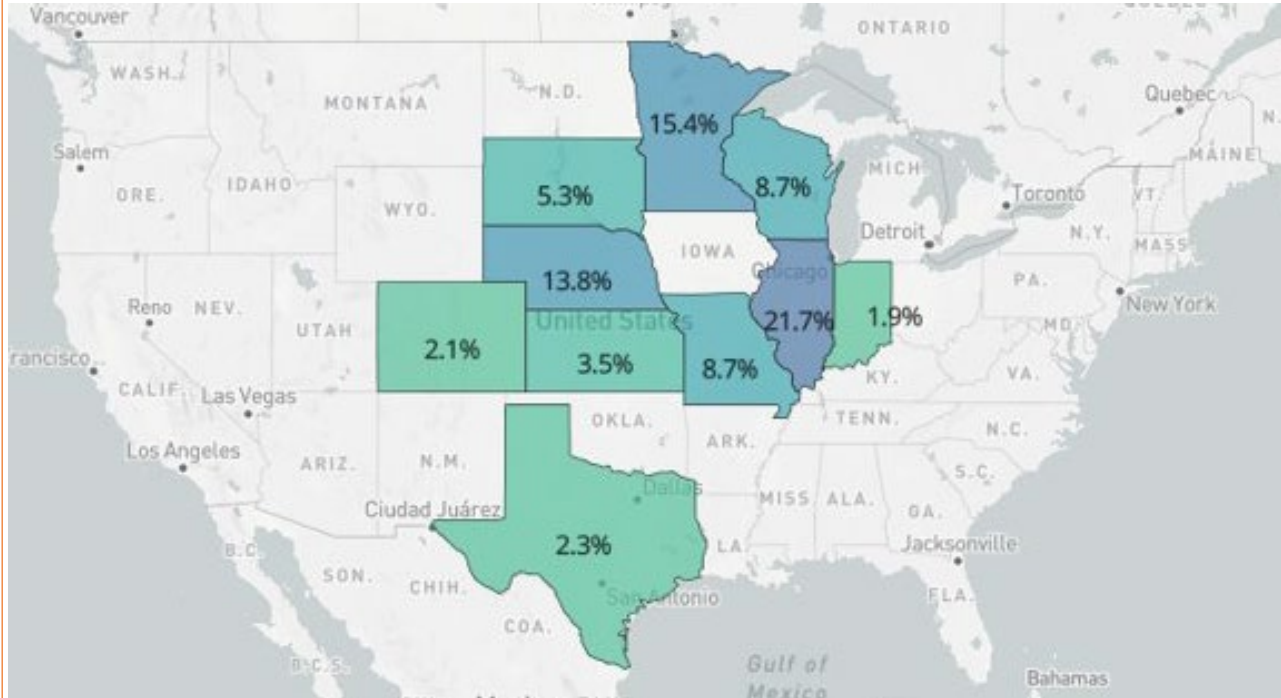 Vancouver
ONTARIO
WASH.
MONTANA
N.D.
Quebec
15.4%
Salem
MAINE
ORE.
IDAHO
WYO.
5.3%
8.7%
MICH.
Toronto
VT.
Detroit
N.Y.
MASS.
IOWA
Chicago
PA.
13.8%
Reno
NEV.
UTAH
United States
21.7%
1.9%
New York
MD.
2.1%
3.5%
8.7%
rancisco
CALIF.
Las Vegas
KY.
VA.
OKLA.
TENN.
N.C.
ARK.
Los Angeles
ARIZ.
N.M.
S.C.
Dallas
MISS.
ALA.
GA.
Ciudad Juárez
2.3%
LA.
Jacksonville
B.C.
SON.
CHIH.
San Antonio
FLA.
COA.
B.C.S.
Gulf of
Mexico
Bahamas